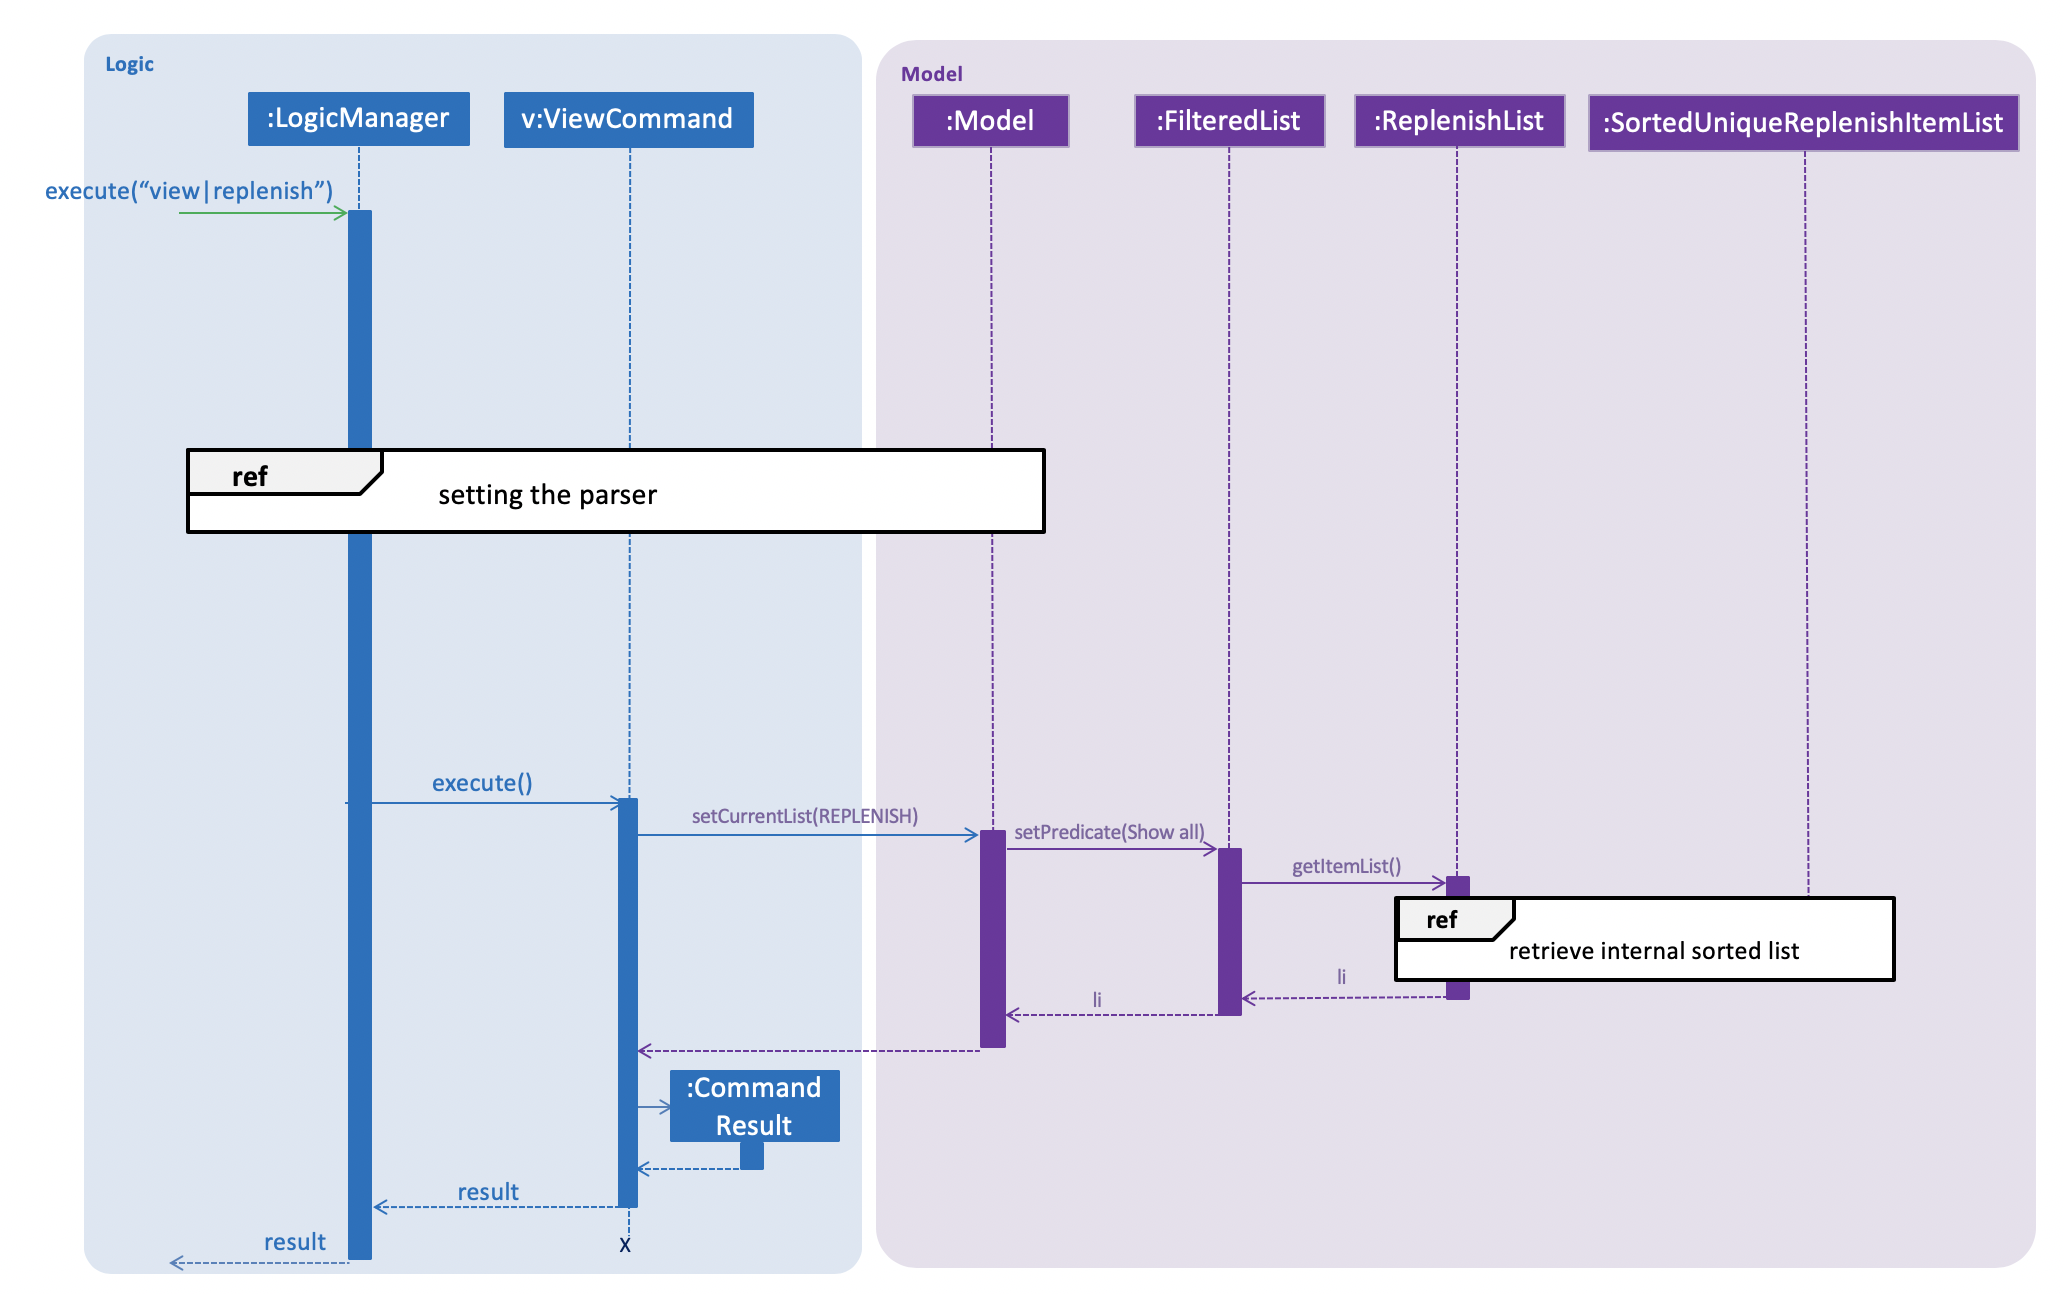 Logic
Model
:LogicManager
v:ViewCommand
:Model
:FilteredList
:ReplenishList
:SortedUniqueReplenishItemList
execute(“view|replenish”)
ref
setting the parser
execute()
setCurrentList(REPLENISH)
setPredicate(Show all)
getItemList()
ref
retrieve internal sorted list
li
li
:Command
Result
result
result
x